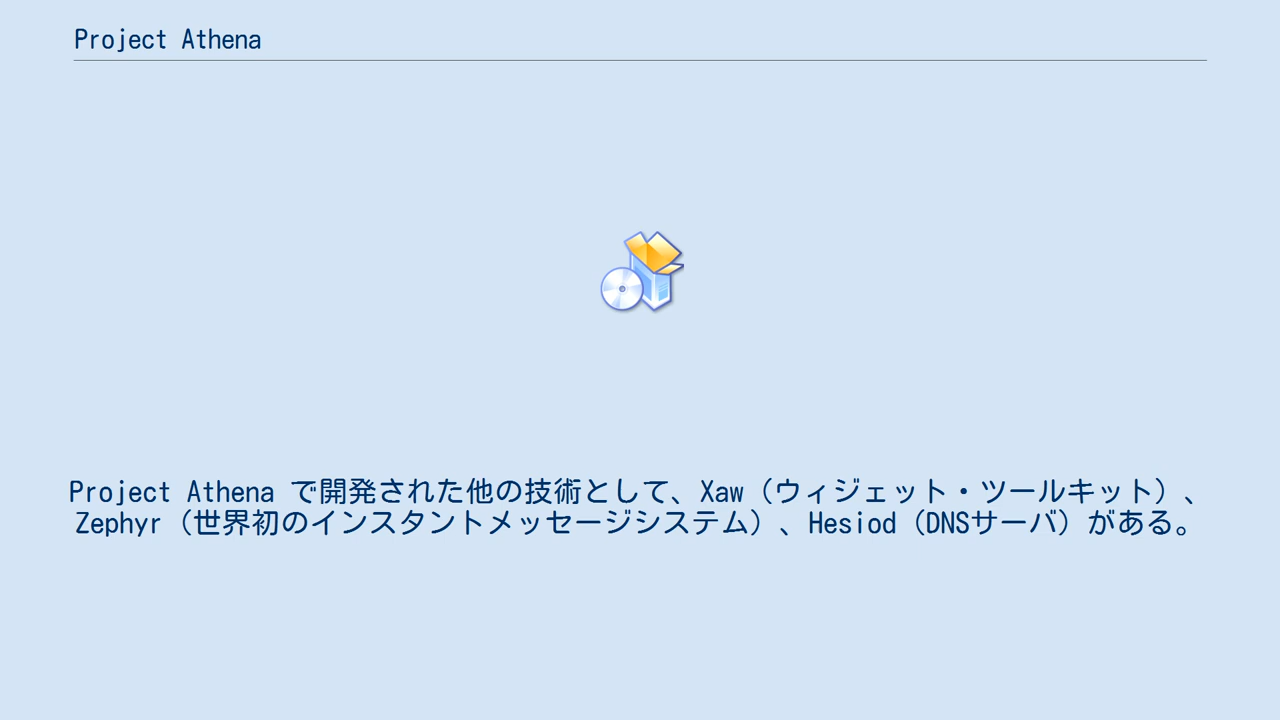 Project Athena
Project Athena で開発された他の技術として、Xaw（ウィジェット・ツールキット）、
Zephyr（世界初のインスタントメッセージシステム）、Hesiod（DNSサーバ）がある。